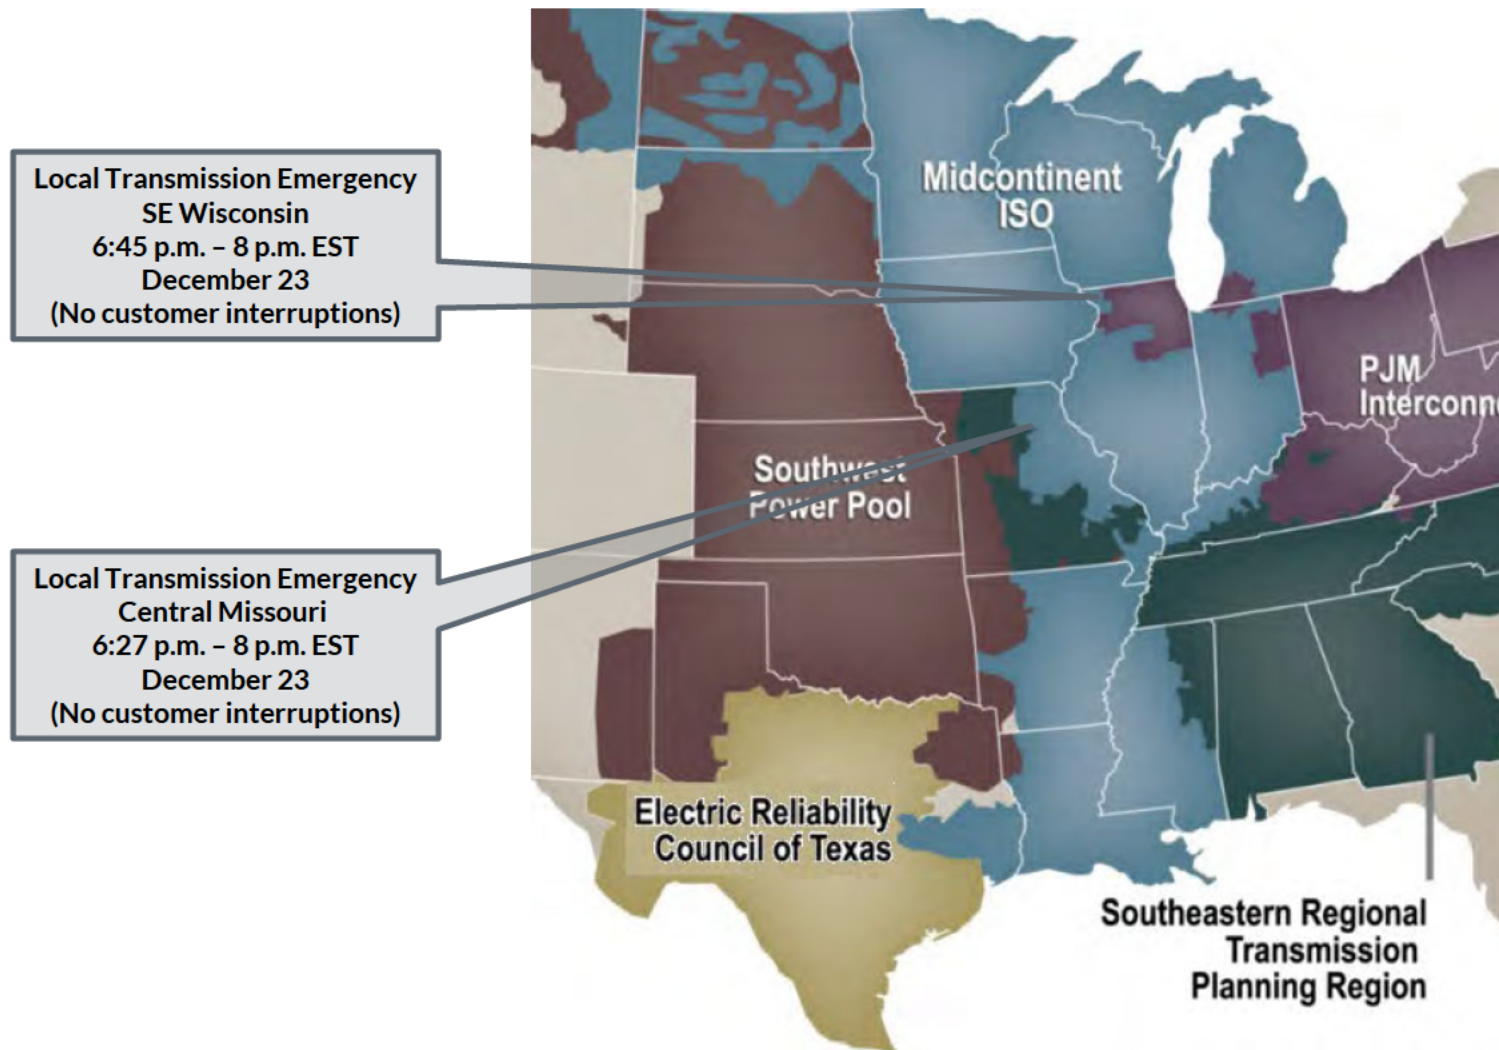 Local Transmission Emergency
SE Wisconsin
6:45 p.m. – 8 p.m. EST
December 23
(No customer interruptions)
Midcontinent
ISO
PJM
Interconne
Southwest
Power Pool
Local Transmission Emergency
Central Missouri
6:27 p.m. – 8 p.m. EST
December 23
(No customer interruptions)
Electric Reliability
Council of Texas
Southeastern Regional
Transmission
Planning Region